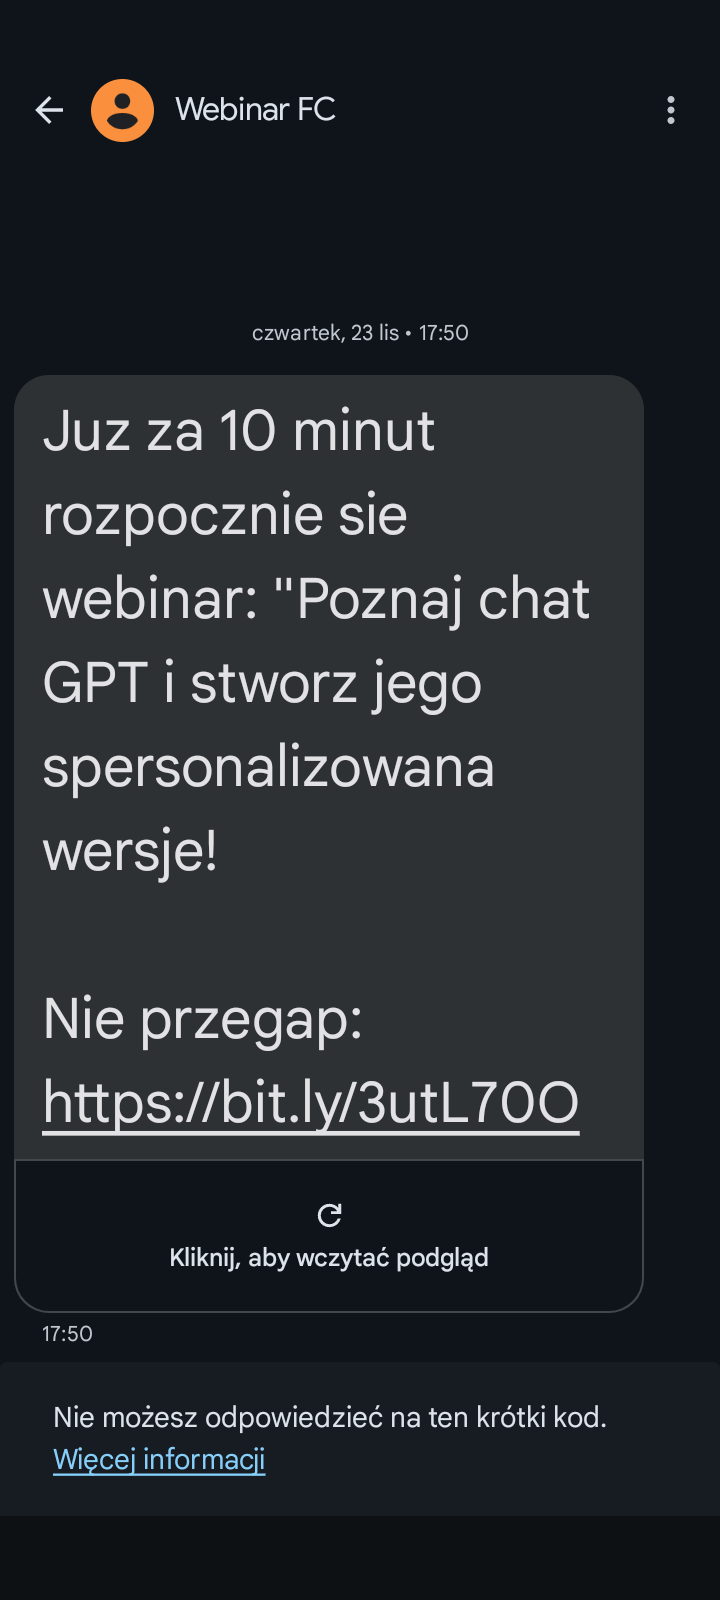 Webinar FC
czwartek, 23 lis • 17:50
Juz za 10 minut
rozpocznie sie
webinar: "Poznaj chat
GPT i stworz jego
spersonalizowana
wersje!
Nie przegap:
https://bit.ly/3utL70O
Kliknij, aby wczytać podgląd
17:50
Nie możesz odpowiedzieć na ten krótki kod.
Więcej informacji